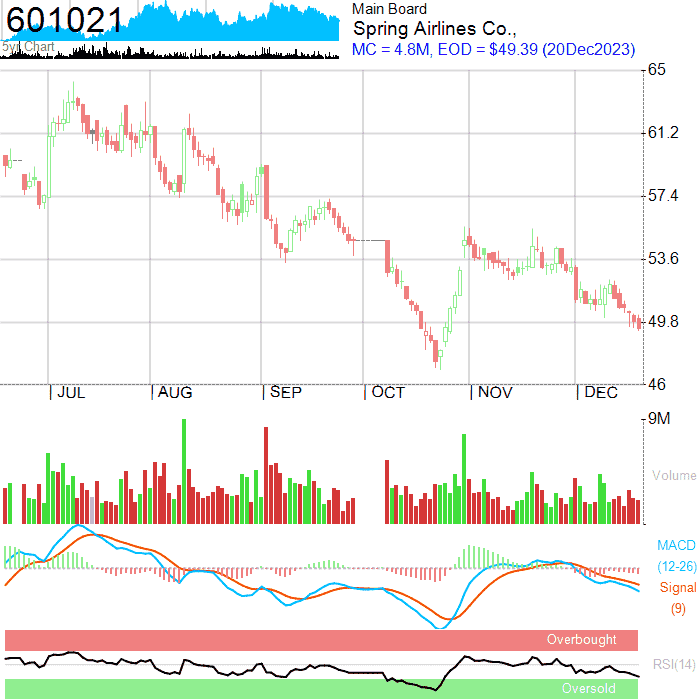 601021
5yr Chart
Main Board
Spring Airlines Co.,
MC = 4.8M, EOD = $49.39 (20Dec2023)
65
61.2
57.4
53.6
49.8
46
JUL AUG SEP OCT NOV DEC
9M
Volume
MACD
(12-26)
Signal
(9)
Overbought
RSI(14)
Oversold